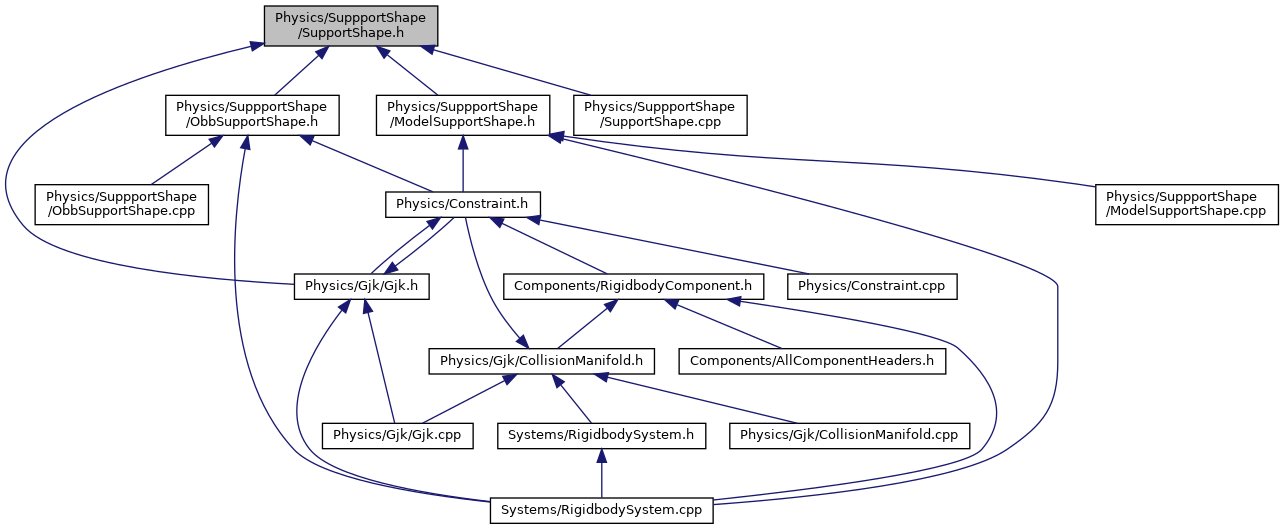 Physics/SuppportShape
/SupportShape.h
Physics/SuppportShape
/ObbSupportShape.h
Physics/SuppportShape
/ModelSupportShape.h
Physics/SuppportShape
/SupportShape.cpp
Physics/SuppportShape
/ObbSupportShape.cpp
Physics/Constraint.h
Physics/SuppportShape
/ModelSupportShape.cpp
Physics/Gjk/Gjk.h
Components/RigidbodyComponent.h
Physics/Constraint.cpp
Physics/Gjk/CollisionManifold.h
Components/AllComponentHeaders.h
Physics/Gjk/Gjk.cpp
Systems/RigidbodySystem.h
Physics/Gjk/CollisionManifold.cpp
Systems/RigidbodySystem.cpp